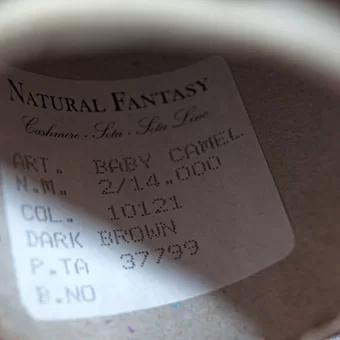 NATURAL FANTASY
Cashmere - Seta - Seta Lino
ART. BABY CAMEL
N.M. 2/14.000
COL. 10121
DARK BROWN
P.TA 37799
B.NO